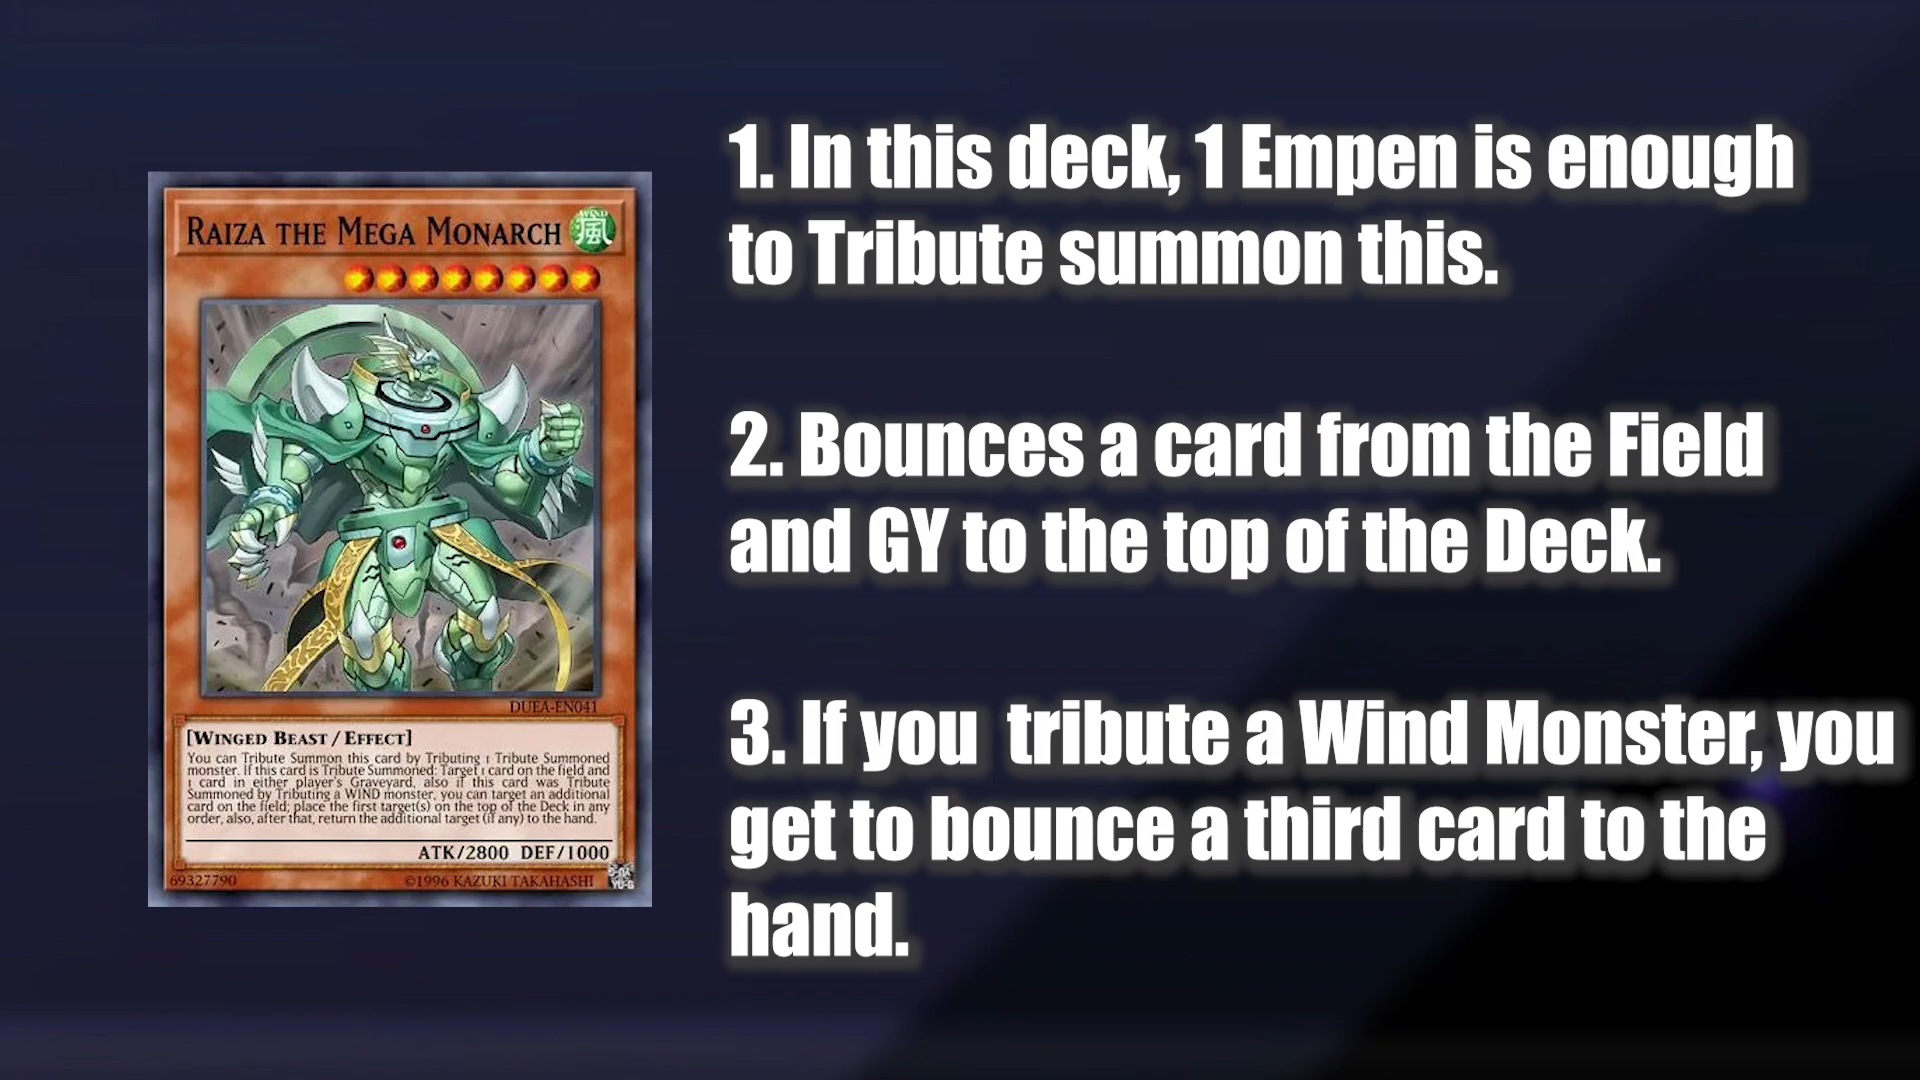 RAIZA THE MEGA MONARCH
WIND
風
1. In this deck, 1 Empen is enough
to Tribute summon this.
2. Bounces a card from the Field
and GY to the top of the Deck.
3. If you  tribute a Wind Monster, you
get to bounce a third card to the
hand.
DUEA-EN041
[WINGED BEAST / EFFECT]
You can Tribute Summon this card by Tributing 1 Tribute Summoned
monster. If this card is Tribute Summoned: Target 1 card on the field and
1 card in either player's Graveyard, also if this card was Tribute
Summoned by Tributing a WIND monster, you can target an additional
card on the field; place the first target(s) on the top of the Deck in any
order, also, after that, return the additional target (if any) to the hand.
ATK/2800 DEF/1000
69327790
©1996 KAZUKI TAKAHASHI